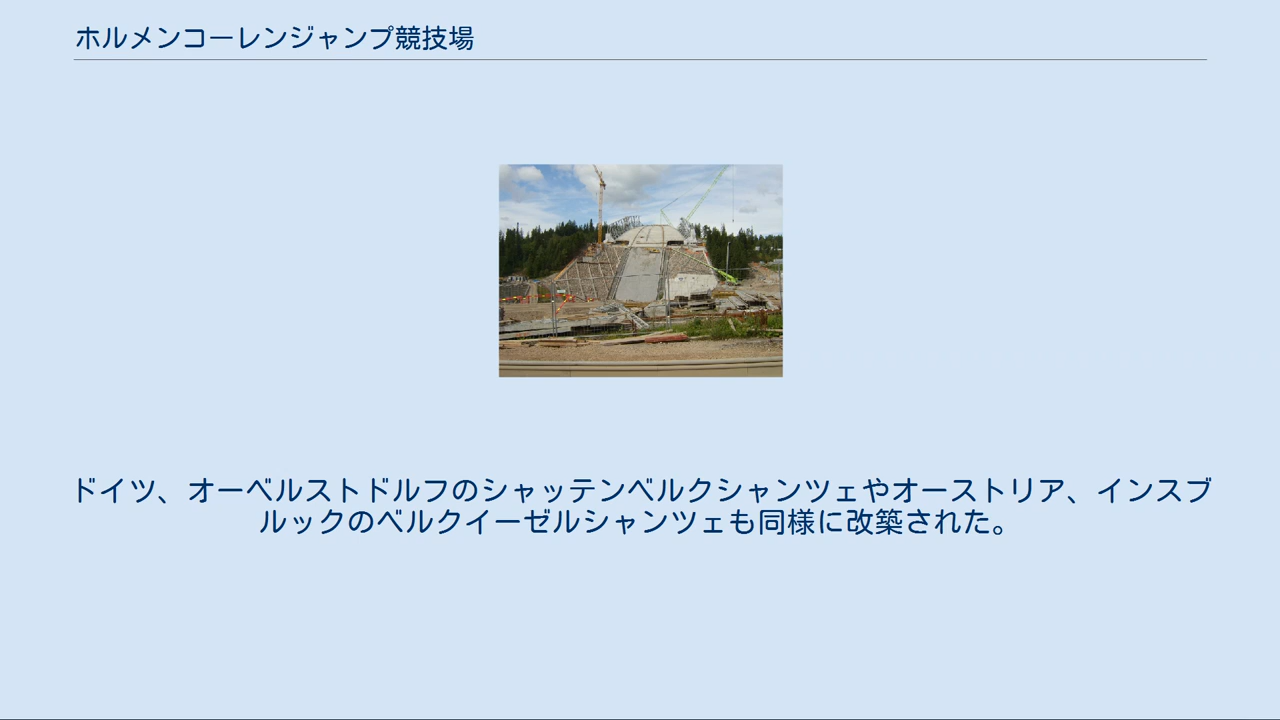 ホルメンコーレンジャンプ競技場
ドイツ、オーベルストドルフのシャッテンベルクシャンツェやオーストリア、インスブ
ルックのベルクイーゼルシャンツェも同様に改築された。